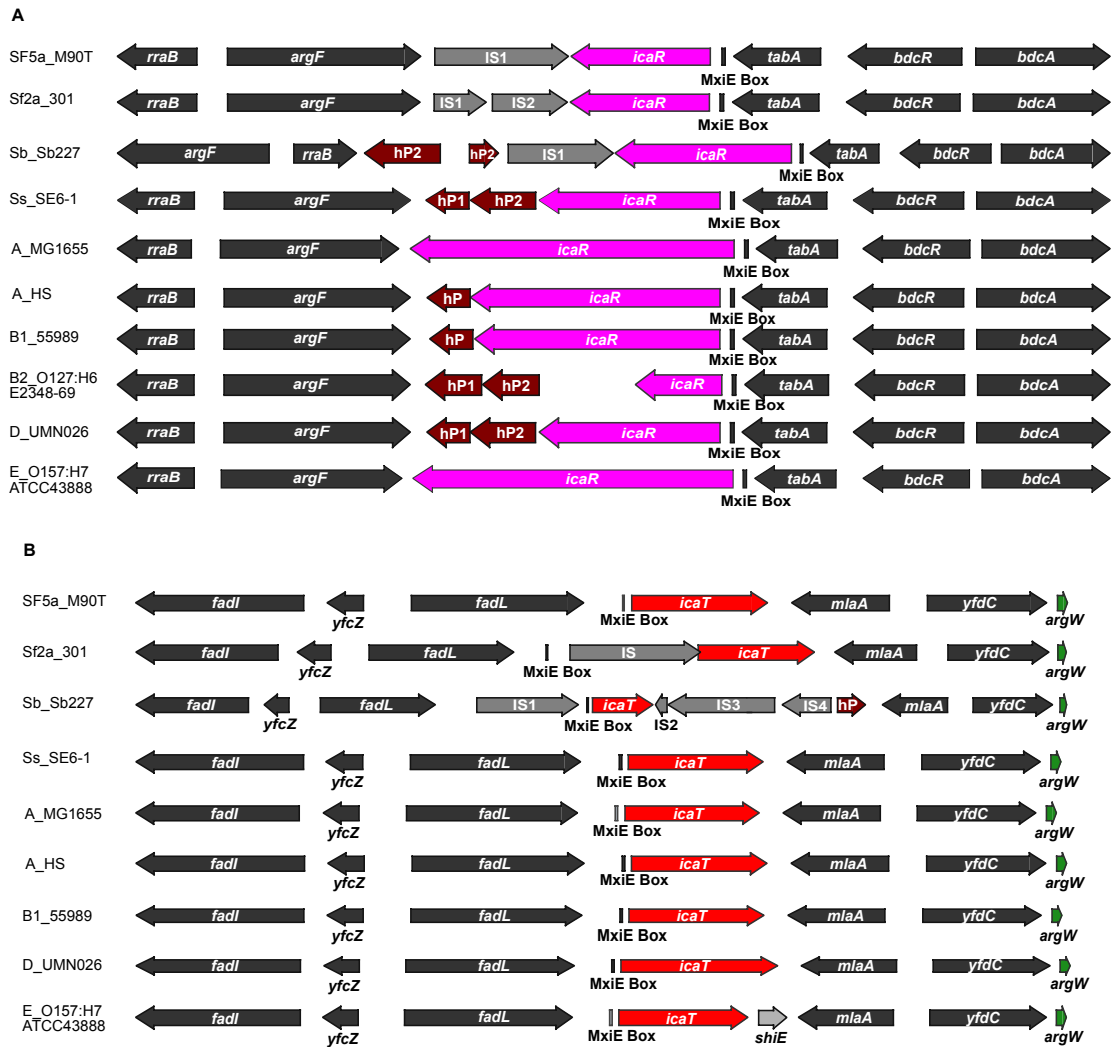 A
SF5a_M90T rraB argF IS1 icaR tabA bdcR bdcA
MxiE Box
Sf2a_301 rraB argF IS1 IS2 icaR tabA bdcR bdcA
MxiE Box
Sb_Sb227 argF rraB hP2 hP2 IS1 icaR tabA bdcR bdcA
MxiE Box
Ss_SE6-1 rraB argF hP1 hP2 icaR tabA bdcR bdcA
MxiE Box
A_MG1655 rraB argF icaR tabA bdcR bdcA
MxiE Box
A_HS rraB argF hP icaR tabA bdcR bdcA
MxiE Box
B1_55989 rraB argF hP icaR tabA bdcR bdcA
MxiE Box
B2_O127:H6
E2348-69 rraB argF hP1 hP2 icaR tabA bdcR bdcA
MxiE Box
D_UMN026 rraB argF hP1 hP2 icaR tabA bdcR bdcA
MxiE Box
E_O157:H7
ATCC43888 rraB argF icaR tabA bdcR bdcA
MxiE Box
B
SF5a_M90T fadI fadL icaT mlaA yfdC
yfcZ MxiE Box argW
Sf2a_301 fadI fadL IS icaT mlaA yfdC
yfcZ MxiE Box argW
Sb_Sb227 fadI fadL IS1 icaT IS3 IS4 hP mlaA yfdC
yfcZ MxiE Box IS2 argW
Ss_SE6-1 fadI fadL icaT mlaA yfdC
yfcZ MxiE Box argW
A_MG1655 fadI fadL icaT mlaA yfdC
yfcZ MxiE Box argW
A_HS fadI fadL icaT mlaA yfdC
yfcZ MxiE Box argW
B1_55989 fadI fadL icaT mlaA yfdC
yfcZ MxiE Box argW
D_UMN026 fadI fadL icaT mlaA yfdC
yfcZ MxiE Box argW
E_O157:H7
ATCC43888 fadI fadL icaT mlaA yfdC
yfcZ MxiE Box shiE argW